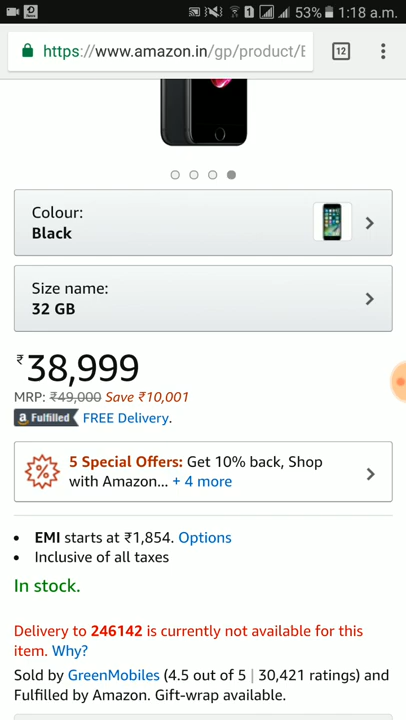 53% 1:18 a.m.
https://www.amazon.in/gp/product/
12
Colour:
Black
Size name:
32 GB
₹38,999
MRP: ₹49,000 Save ₹10,001
a Fulfilled FREE Delivery.
5 Special Offers: Get 10% back, Shop
with Amazon... + 4 more
• EMI starts at ₹1,854. Options
• Inclusive of all taxes
In stock.
Delivery to 246142 is currently not available for this
item. Why?
Sold by GreenMobiles (4.5 out of 5 | 30,421 ratings) and
Fulfilled by Amazon. Gift-wrap available.